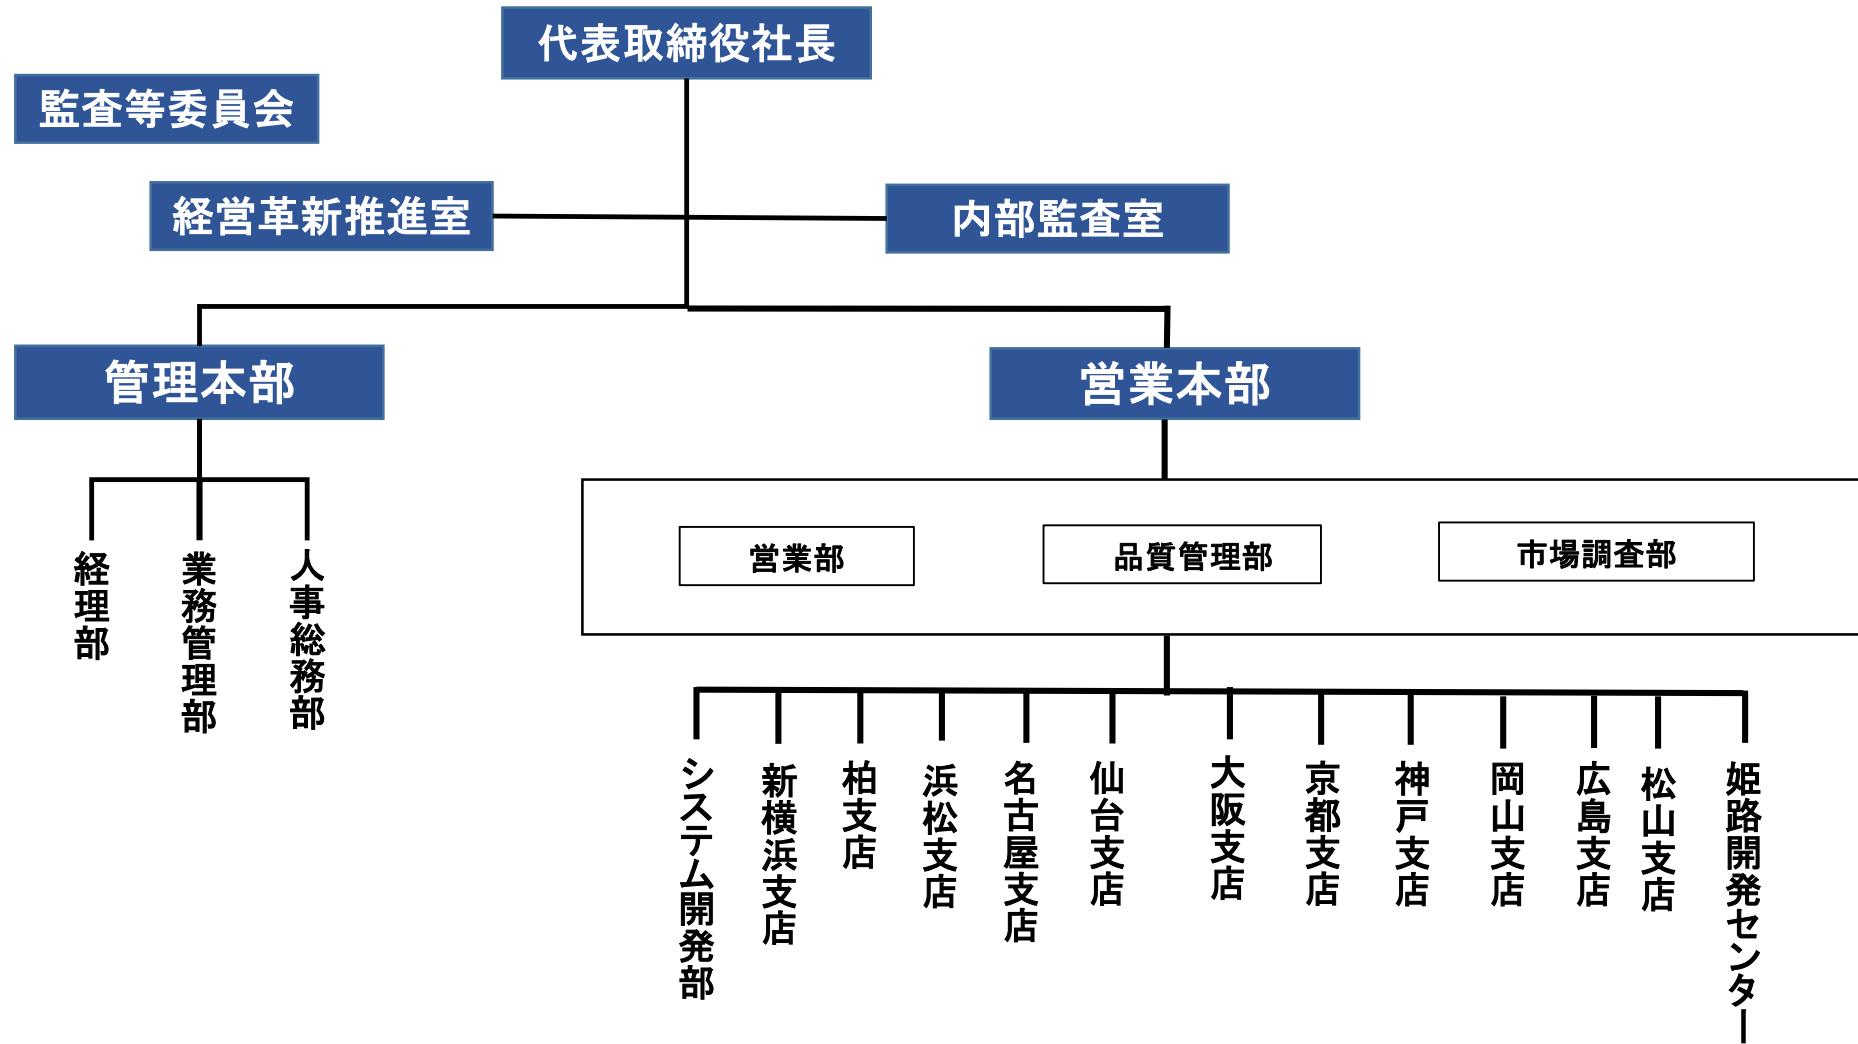 代表取締役社長
監査等委員会
経営革新推進室
内部監査室
管理本部
営業本部
営業部
品質管理部
市場調査部
経理部
業務管理部
人事総務部
システム開発部
新横浜支店
柏支店
浜松支店
名古屋支店
仙台支店
大阪支店
京都支店
神戸支店
岡山支店
広島支店
松山支店
姫路開発センター